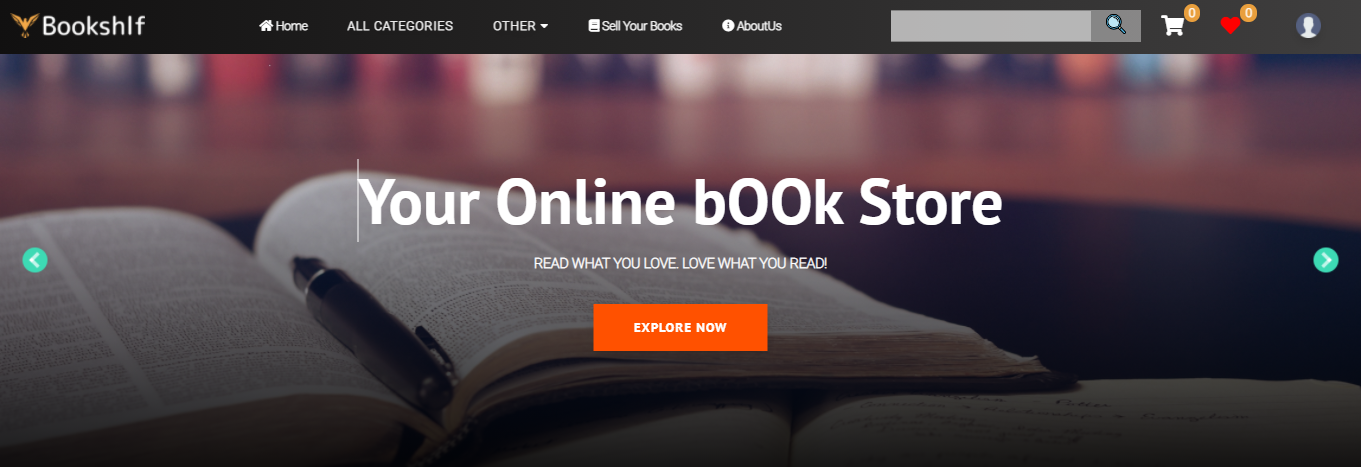 Bookshlf
Home
ALL CATEGORIES
OTHER
Sell Your Books
AboutUs
0
0
Your Online bOOk Store
READ WHAT YOU LOVE. LOVE WHAT YOU READ!
EXPLORE NOW